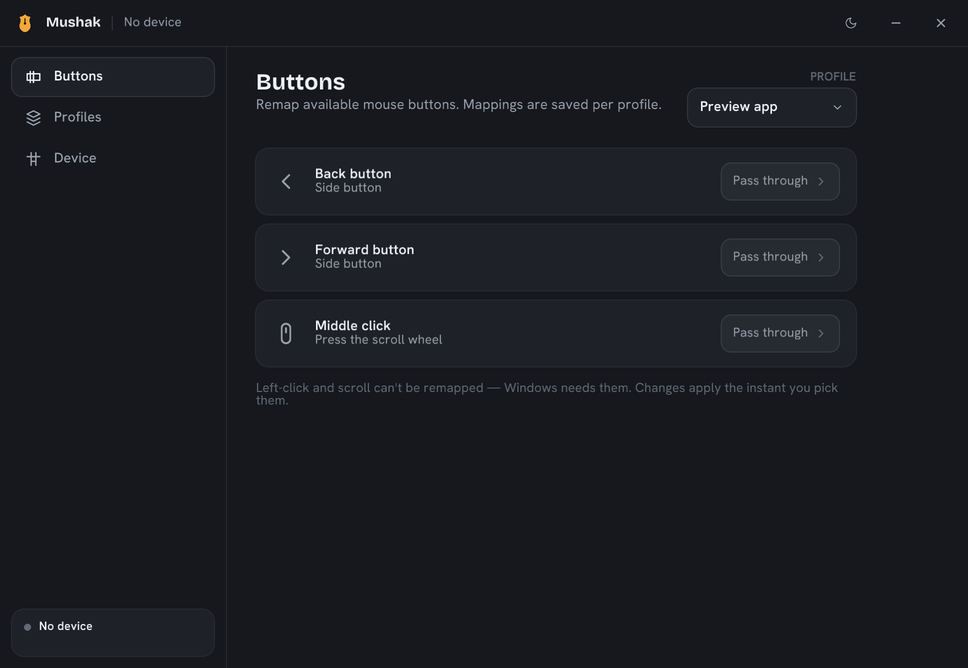 Mushak
No device
Buttons
Profiles
Device
Buttons
Remap available mouse buttons. Mappings are saved per profile.
PROFILE
Preview app
Back button
Side button
Pass through
Forward button
Side button
Pass through
Middle click
Press the scroll wheel
Pass through
Left-click and scroll can't be remapped — Windows needs them. Changes apply the instant you pick
them.
No device